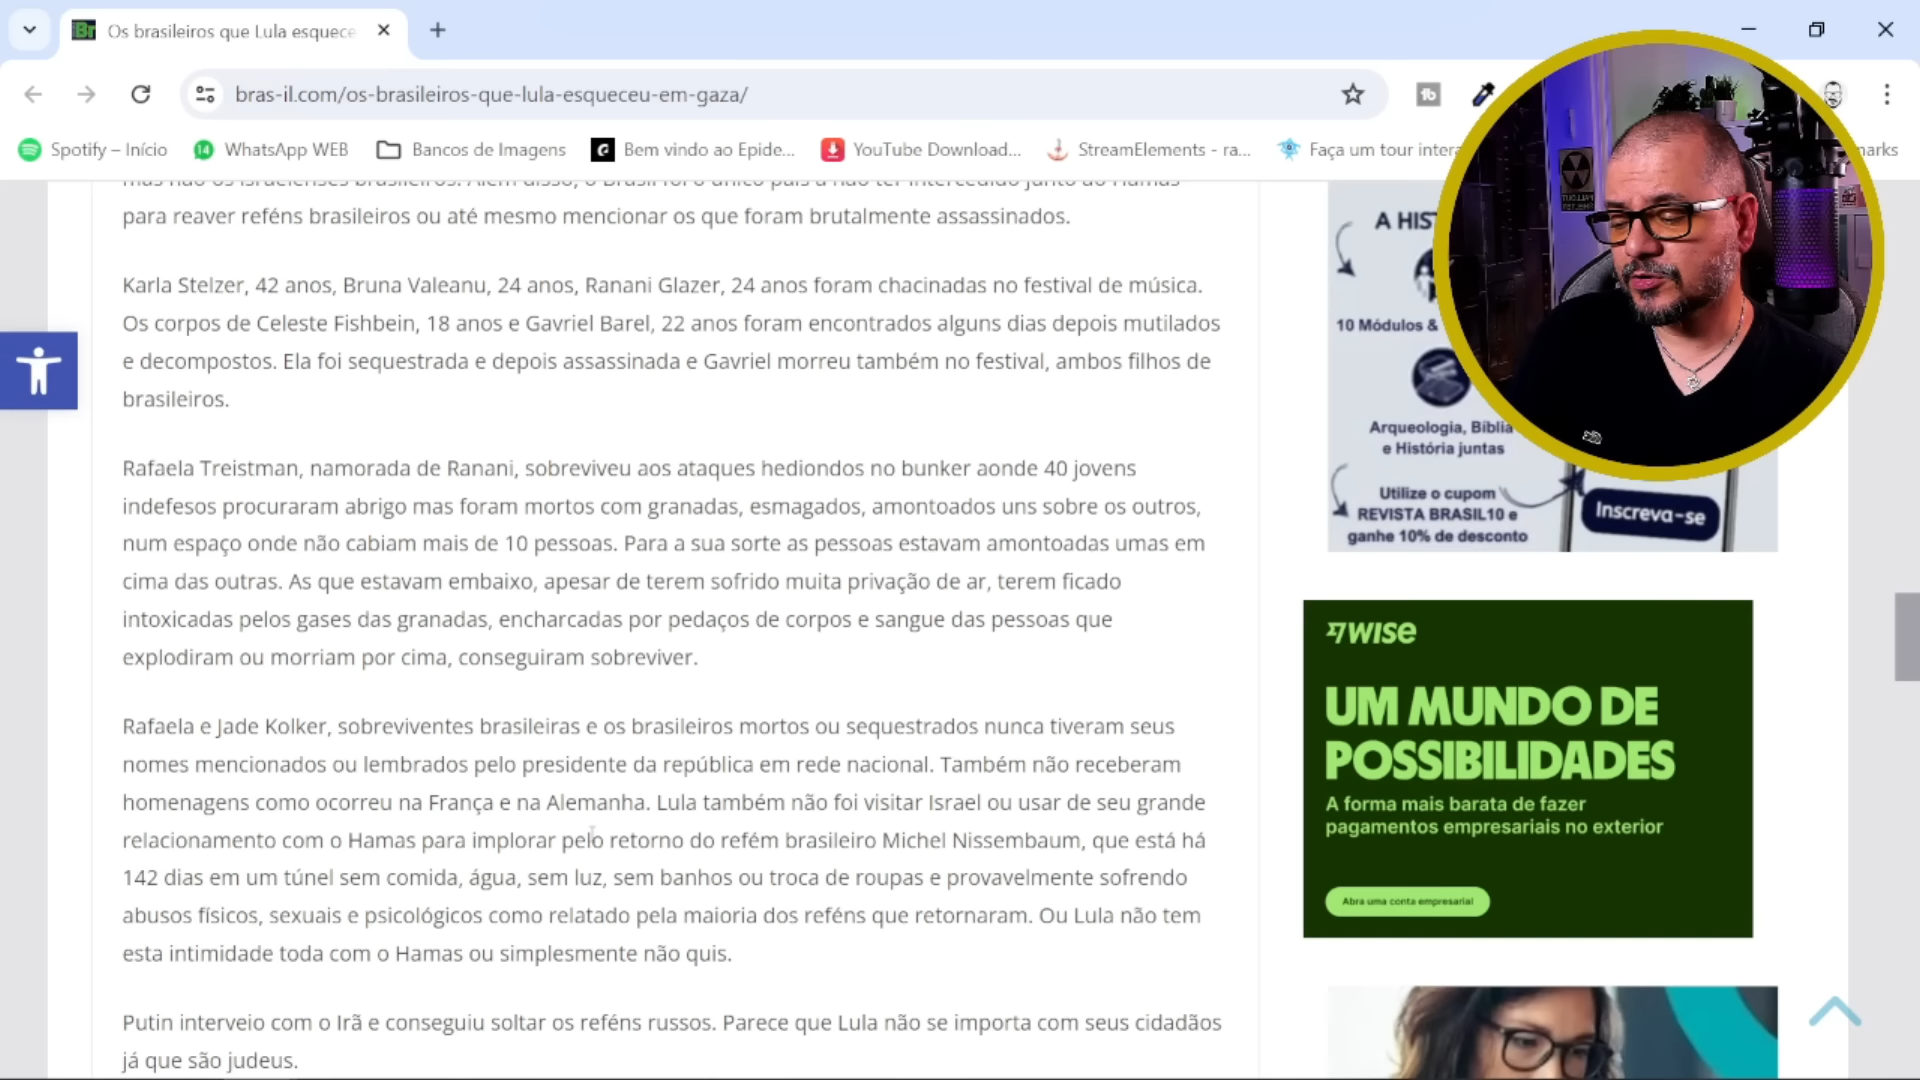 Os brasileiros que Lula esquece
bras-il.com/os-brasileiros-que-lula-esqueceu-em-gaza/
Spotify – Início
14
WhatsApp WEB
Bancos de Imagens
Bem vindo ao Epide...
YouTube Download...
StreamElements - ra...
Faça um tour intera
marks
mas não os israelenses brasileiros. Além disso, o Brasil foi o único país a não ter intercedido junto ao Hamas
para reaver reféns brasileiros ou até mesmo mencionar os que foram brutalmente assassinados.
Karla Stelzer, 42 anos, Bruna Valeanu, 24 anos, Ranani Glazer, 24 anos foram chacinadas no festival de música.
Os corpos de Celeste Fishbein, 18 anos e Gavriel Barel, 22 anos foram encontrados alguns dias depois mutilados
e decompostos. Ela foi sequestrada e depois assassinada e Gavriel morreu também no festival, ambos filhos de
brasileiros.
Rafaela Treistman, namorada de Ranani, sobreviveu aos ataques hediondos no bunker aonde 40 jovens
indefesos procuraram abrigo mas foram mortos com granadas, esmagados, amontoados uns sobre os outros,
num espaço onde não cabiam mais de 10 pessoas. Para a sua sorte as pessoas estavam amontoadas umas em
cima das outras. As que estavam embaixo, apesar de terem sofrido muita privação de ar, terem ficado
intoxicadas pelos gases das granadas, encharcadas por pedaços de corpos e sangue das pessoas que
explodiram ou morriam por cima, conseguiram sobreviver.
Rafaela e Jade Kolker, sobreviventes brasileiras e os brasileiros mortos ou sequestrados nunca tiveram seus
nomes mencionados ou lembrados pelo presidente da república em rede nacional. Também não receberam
homenagens como ocorreu na França e na Alemanha. Lula também não foi visitar Israel ou usar de seu grande
relacionamento com o Hamas para implorar pelo retorno do refém brasileiro Michel Nissembaum, que está há
142 dias em um túnel sem comida, água, sem luz, sem banhos ou troca de roupas e provavelmente sofrendo
abusos físicos, sexuais e psicológicos como relatado pela maioria dos reféns que retornaram. Ou Lula não tem
esta intimidade toda com o Hamas ou simplesmente não quis.
Putin interveio com o Irã e conseguiu soltar os reféns russos. Parece que Lula não se importa com seus cidadãos
já que são judeus.
A HIS
10 Módulos &
Arqueologia, Bíblia
e História juntas
Utilize o cupom
REVISTA BRASIL10 e
ganhe 10% de desconto
Inscreva-se
WISE
UM MUNDO DE
POSSIBILIDADES
A forma mais barata de fazer
pagamentos empresariais no exterior
Abra uma conta empresarial